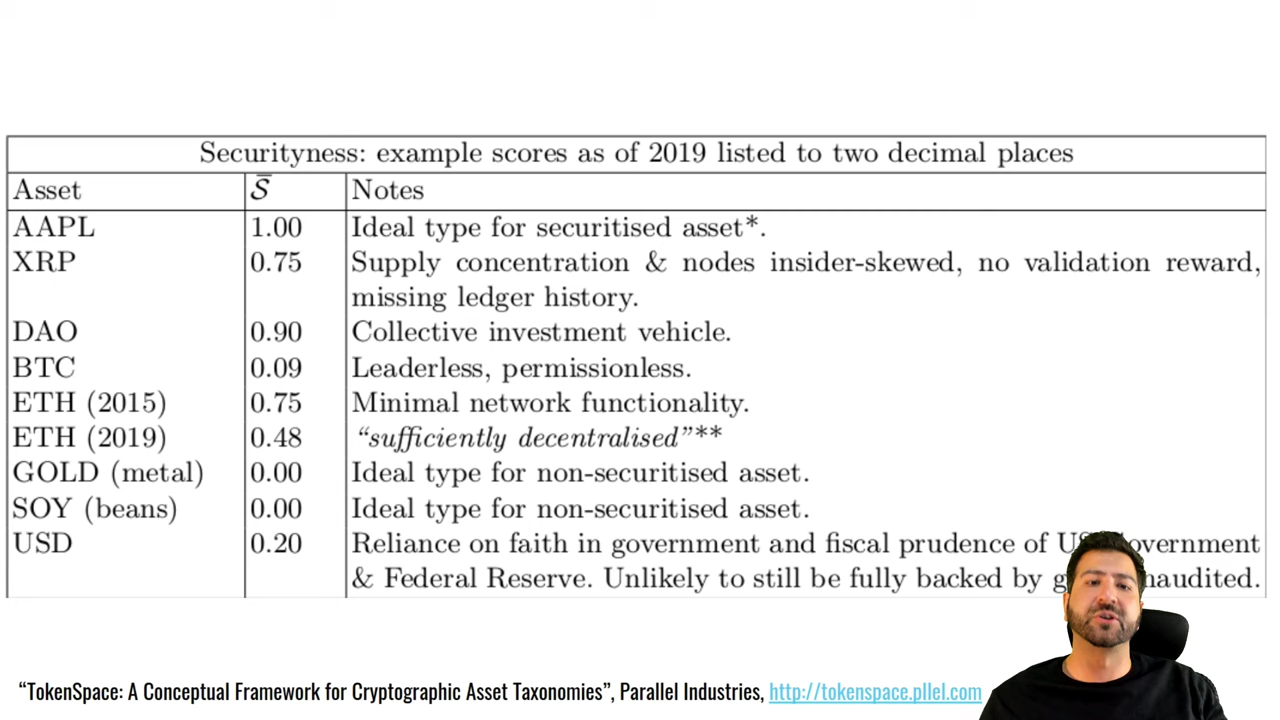 Securityness: example scores as of 2019 listed to two decimal places
Asset S̄ Notes
AAPL 1.00 Ideal type for securitised asset*.
XRP 0.75 Supply concentration & nodes insider-skewed, no validation reward,
missing ledger history.
DAO 0.90 Collective investment vehicle.
BTC 0.09 Leaderless, permissionless.
ETH (2015) 0.75 Minimal network functionality.
ETH (2019) 0.48 “sufficiently decentralised”**
GOLD (metal) 0.00 Ideal type for non-securitised asset.
SOY (beans) 0.00 Ideal type for non-securitised asset.
USD 0.20 Reliance on faith in government and fiscal prudence of
& Federal Reserve. Unlikely to still be fully backed by
“TokenSpace: A Conceptual Framework for Cryptographic Asset Taxonomies”, Parallel Industries, http://tokenspace.pllel.com